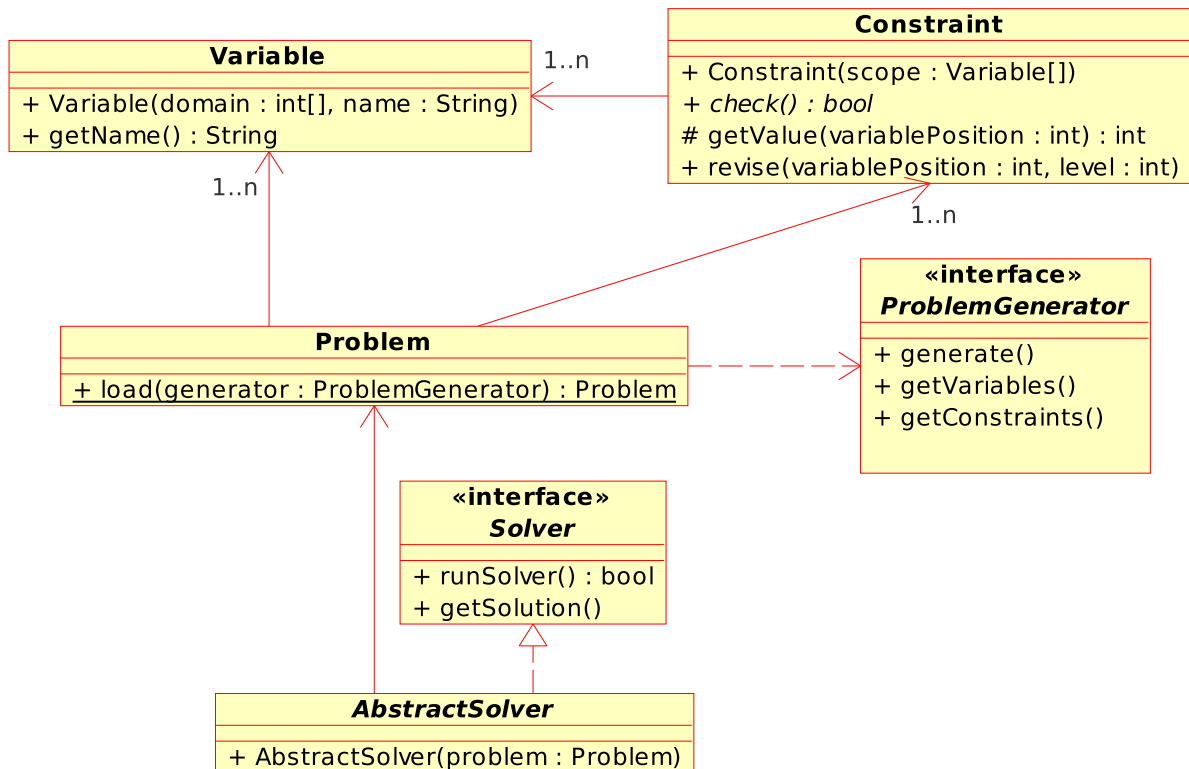 Variable
+ Variable(domain : int[], name : String)
+ getName() : String
1..n
Constraint
+ Constraint(scope : Variable[])
+ check() : bool
# getValue(variablePosition : int) : int
+ revise(variablePosition : int, level : int)
1..n
1..n
«interface»
ProblemGenerator
+ generate()
+ getVariables()
+ getConstraints()
Problem
+ load(generator : ProblemGenerator) : Problem
«interface»
Solver
+ runSolver() : bool
+ getSolution()
AbstractSolver
+ AbstractSolver(problem : Problem)